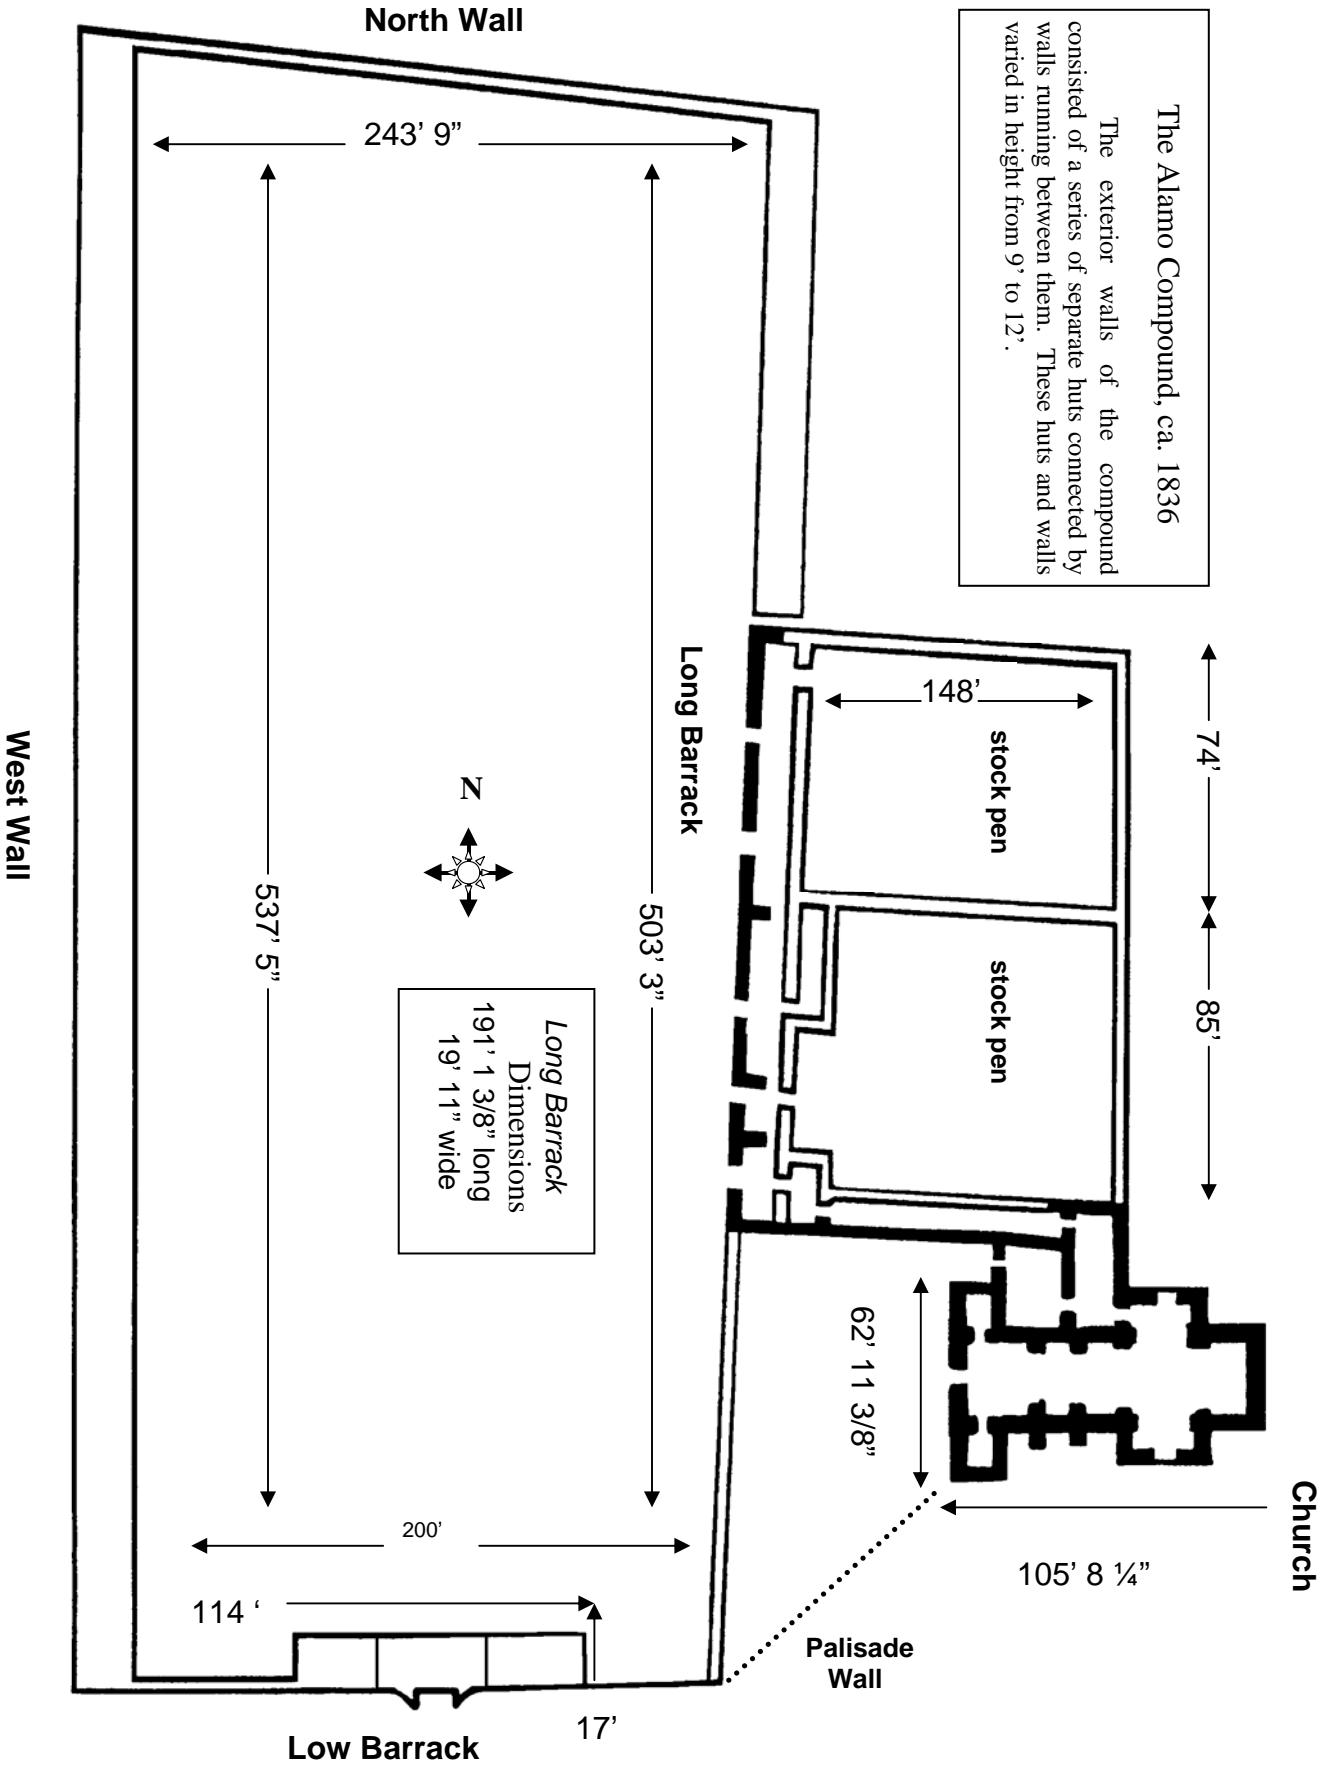 North Wall
The Alamo Compound, ca. 1836
The exterior walls of the compound
consisted of a series of separate huts connected by
walls running between them. These huts and walls
varied in height from 9’ to 12’.
243’ 9”
Long Barrack
148’
stock pen
74’
West Wall
N
537’ 5”
503’ 3”
stock pen
85’
Long Barrack
Dimensions
191’ 1 3/8” long
19’ 11” wide
62’ 11 3/8”
Church
200’
105’ 8 ¼”
114 ‘
Palisade
Wall
17’
Low Barrack